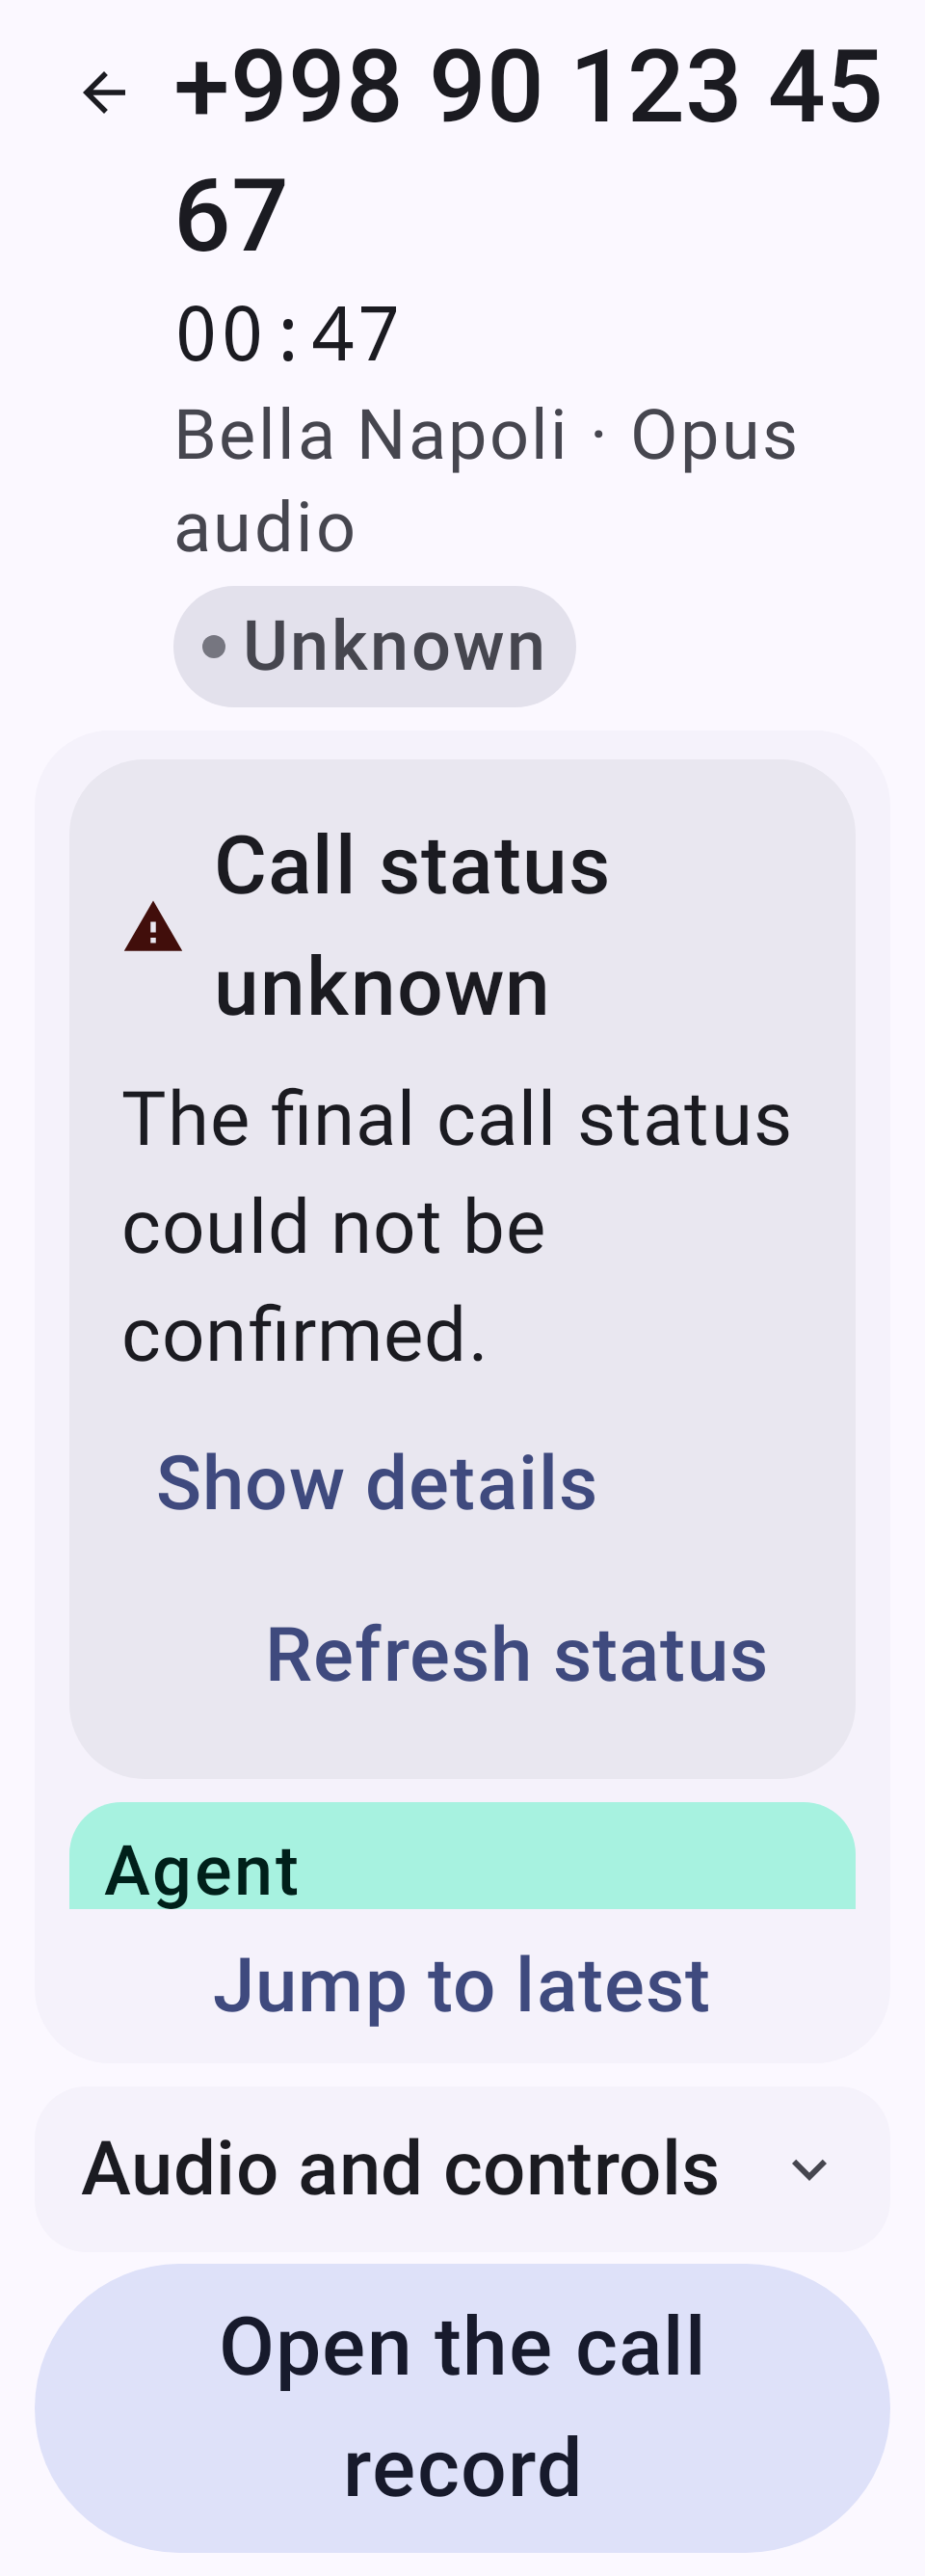 +998 90 123 45
67
00:47
Bella Napoli · Opus
audio
Unknown
Call status
unknown
The final call status
could not be
confirmed.
Show details
Refresh status
Agent
Jump to latest
Audio and controls
Open the call
record